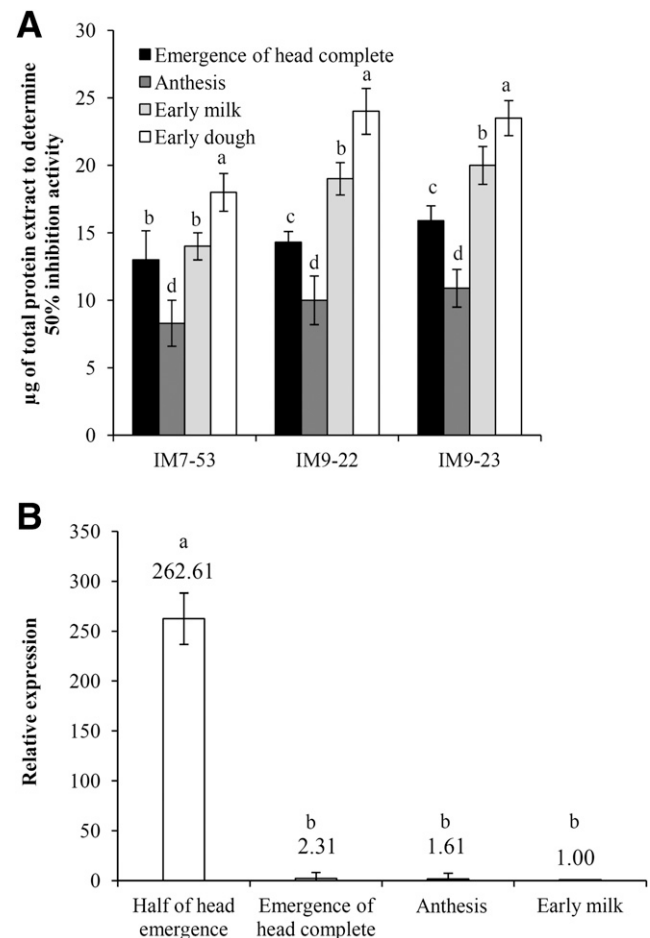 A
µg of total protein extract to determine
50% inhibition activity
30
25
20
15
10
5
0
Emergence of head complete
Anthesis
Early milk
Early dough
b
d
b
a
c
d
b
a
c
d
b
a
IM7-53
IM9-22
IM9-23
B
Relative expression
350
300
250
200
150
100
50
0
a
262.61
b
2.31
b
1.61
b
1.00
Half of head
emergence
Emergence of
head complete
Anthesis
Early milk